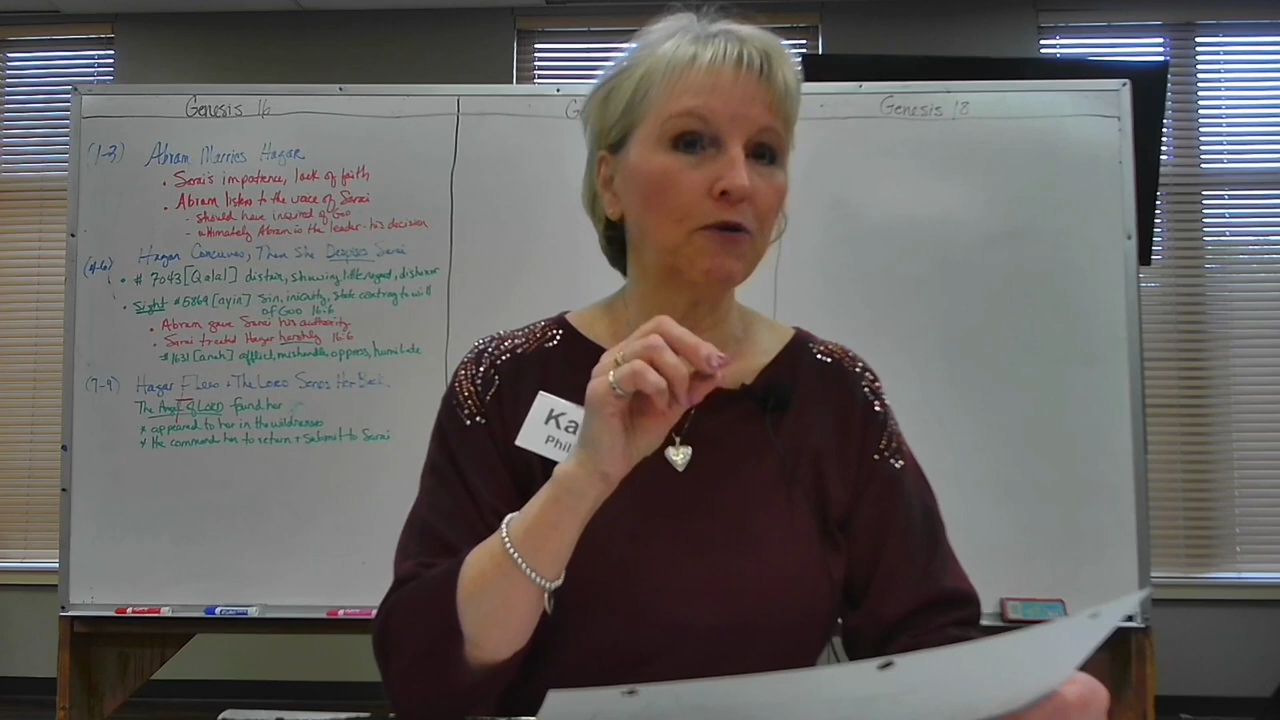 Genesis 16
G
Genesis 18
(1-3) Abram Marries Hagar
• Sarai's impatience, lack of faith
• Abram listen to the voice of Sarai
- should have inquired of God
- ultimately Abram is the leader - his decision
(4-6) Hagar Conceives, Then She Despises Sarai
• #7043 [Qalal] distain, showing little regard, dishonor
• Sight #5869 [ayin] sin, iniquity, state contrary to will
of God 16:6
• Abram gave Sarai his authority
• Sarai treated Hagar harshly 16:6
#1631 [anah] afflict, mishandle, oppress, humiliate
(7-9) Hagar Flees + The LORD Sends Her Back
The Angel of LORD found her
* appeared to her in the wilderness
* He command her to return + submit to Sarai
Ka
Phil